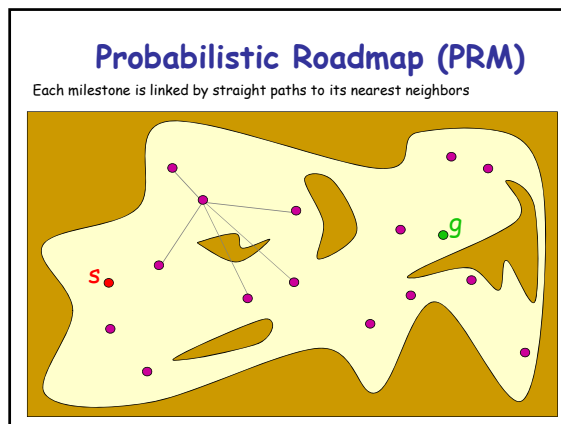 Probabilistic Roadmap (PRM)
Each milestone is linked by straight paths to its nearest neighbors
g
s